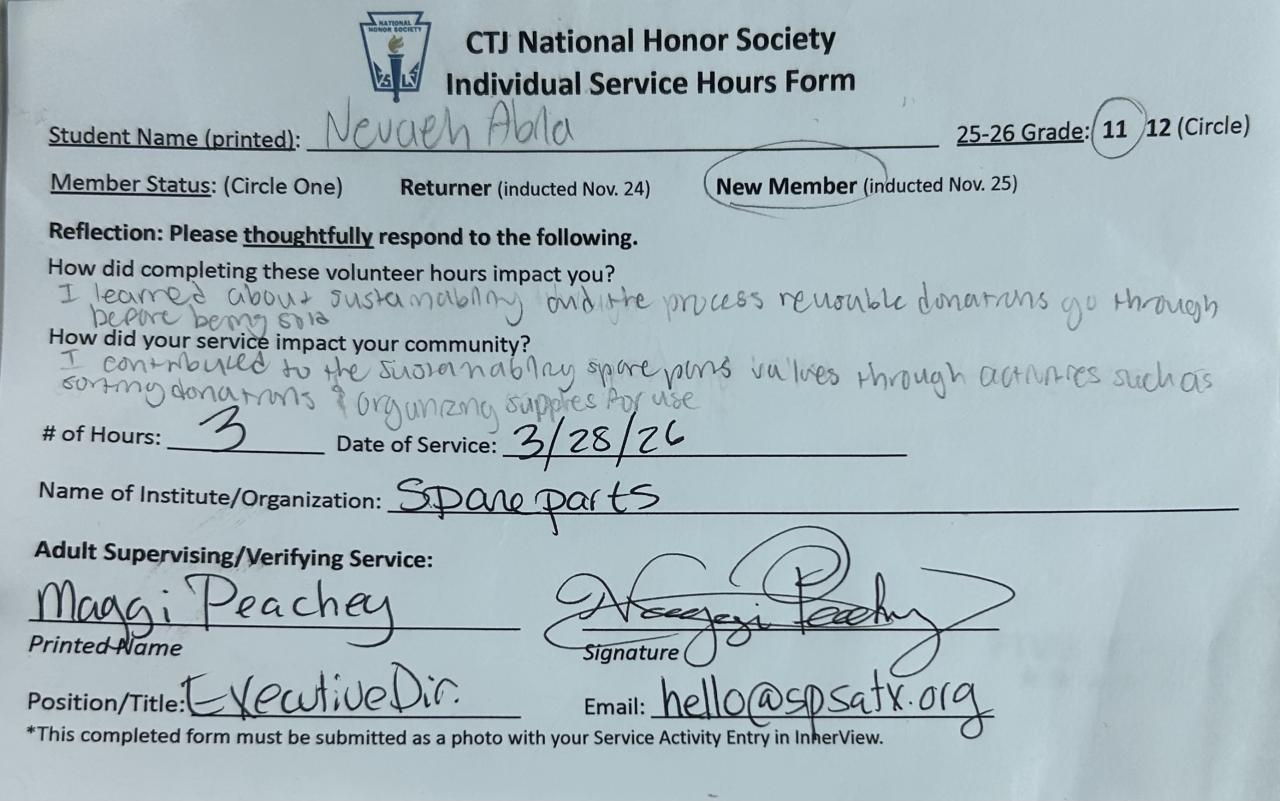 NATIONAL
HONOR SOCIETY
CTJ National Honor Society
Individual Service Hours Form
Student Name (printted): Nevaeh Abila 25-26 Grade: 11 12 (Circle)
Member Status: (Circle One) Returner (inducted Nov. 24) New Member (inducted Nov. 25)
Reflection: Please thoughtfully respond to the following.
How did completing these volunteer hours impact you?
I learned about sustainability and the process reusable donations go through
before being sold
How did your service impact your community?
I contributed to the sustainability spare parts values through activities such as
sorting donations & organizing supplies for use
# of Hours: 3 Date of Service: 3/28/26
Name of Institute/Organization: Spare parts
Adult Supervising/Verifying Service:
Maggi Peachey Maggi Peachey
Printed Name Signature
Position/Title: Executive Dir. Email: hello@spsatx.org
*This completed form must be submitted as a photo with your Service Activity Entry in InnerView.